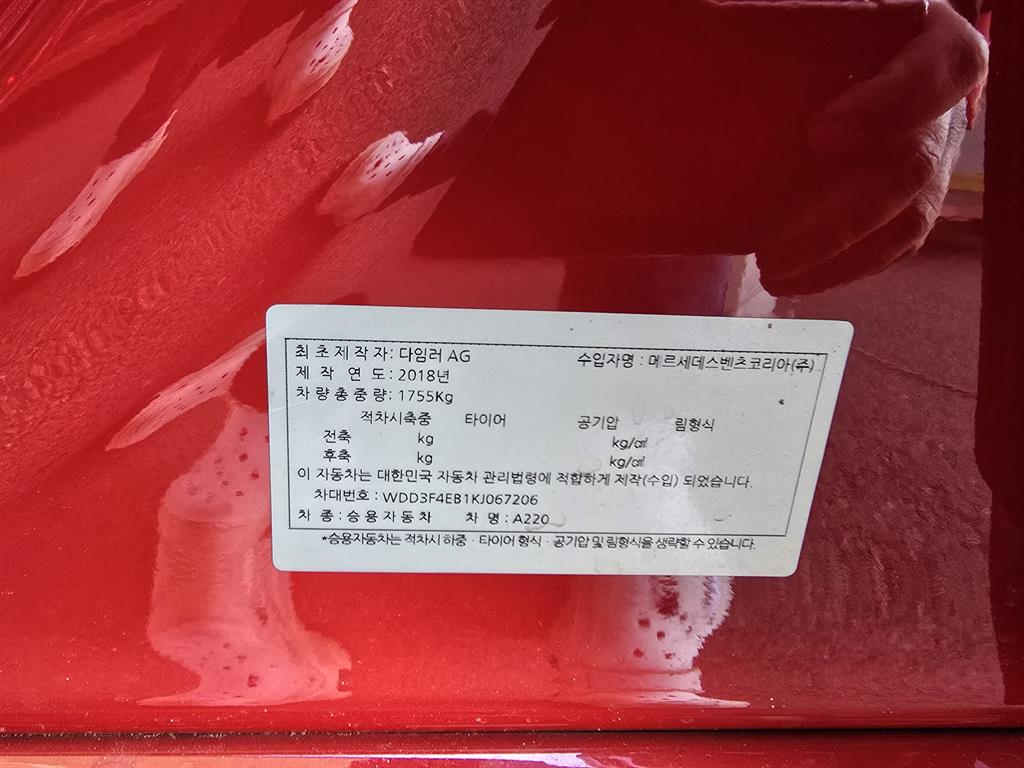 최초제작자: 다임러 AG 수입자명 : 메르세데스벤츠코리아(주)
제 작 연 도: 2018년
차량총중량: 1755Kg
적차시축중 타이어 공기압 림형식
전축 kg kg/㎠
후축 kg kg/㎠
이 자동차는 대한민국 자동차 관리법령에 적합하게 제작(수입) 되었습니다.
차대번호 : WDD3F4EB1KJ067206
차 종 : 승용자동차 차 명 : A220
*승용자동차는 적차시 하중 · 타이어 형식 · 공기압 및 림형식을 생략할 수 있습니다.